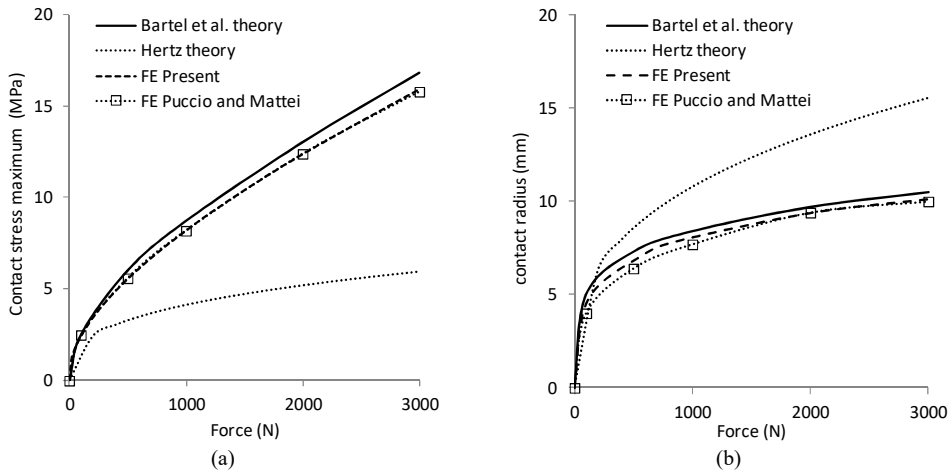 20
15
10
5
0
Contact stress maximum (MPa)
Bartel et al. theory
Hertz theory
FE Present
FE Puccio and Mattei
0 1000 2000 3000
Force (N)
(a)
20
15
10
5
0
contact radius (mm)
Bartel et al. theory
Hertz theory
FE Present
FE Puccio and Mattei
0 1000 2000 3000
Force (N)
(b)